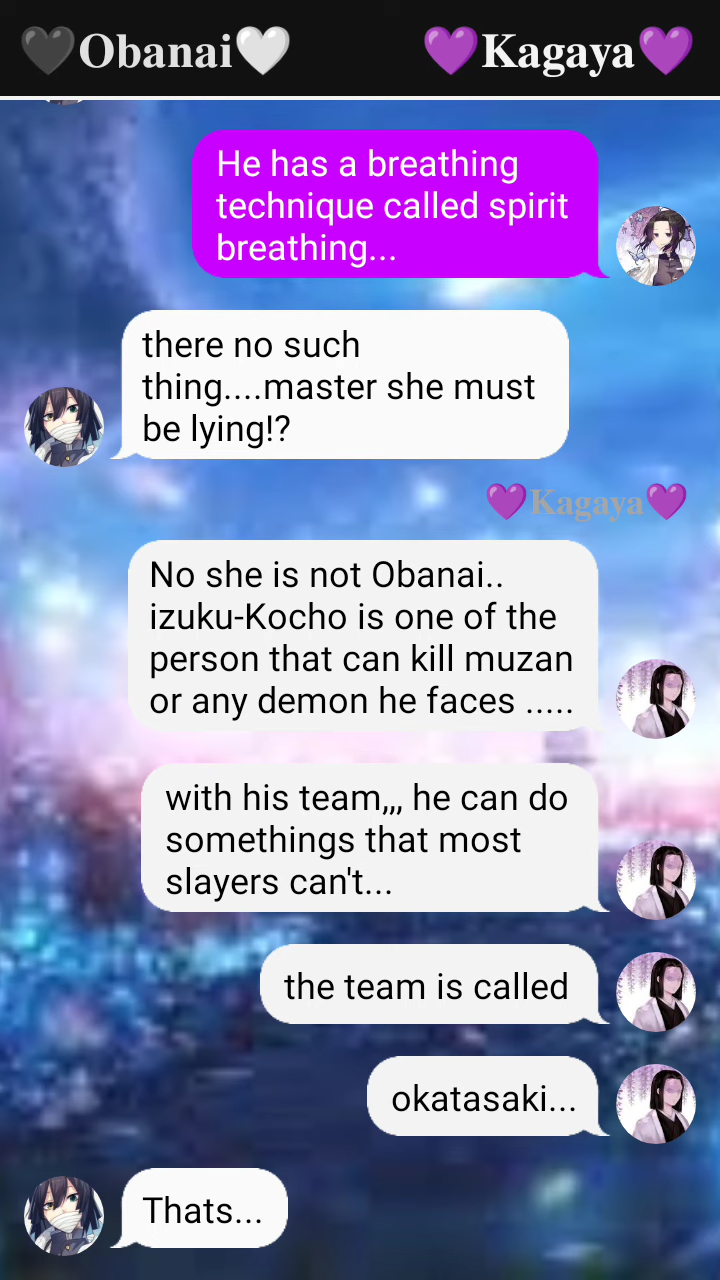 🖤Obanai🤍 💜Kagaya💜
He has a breathing
technique called spirit
breathing...
there no such
thing....master she must
be lying!?
💜Kagaya💜
No she is not Obanai..
izuku-Kocho is one of the
person that can kill muzan
or any demon he faces .....
with his team,,, he can do
somethings that most
slayers can't...
the team is called
okatasaki...
Thats...